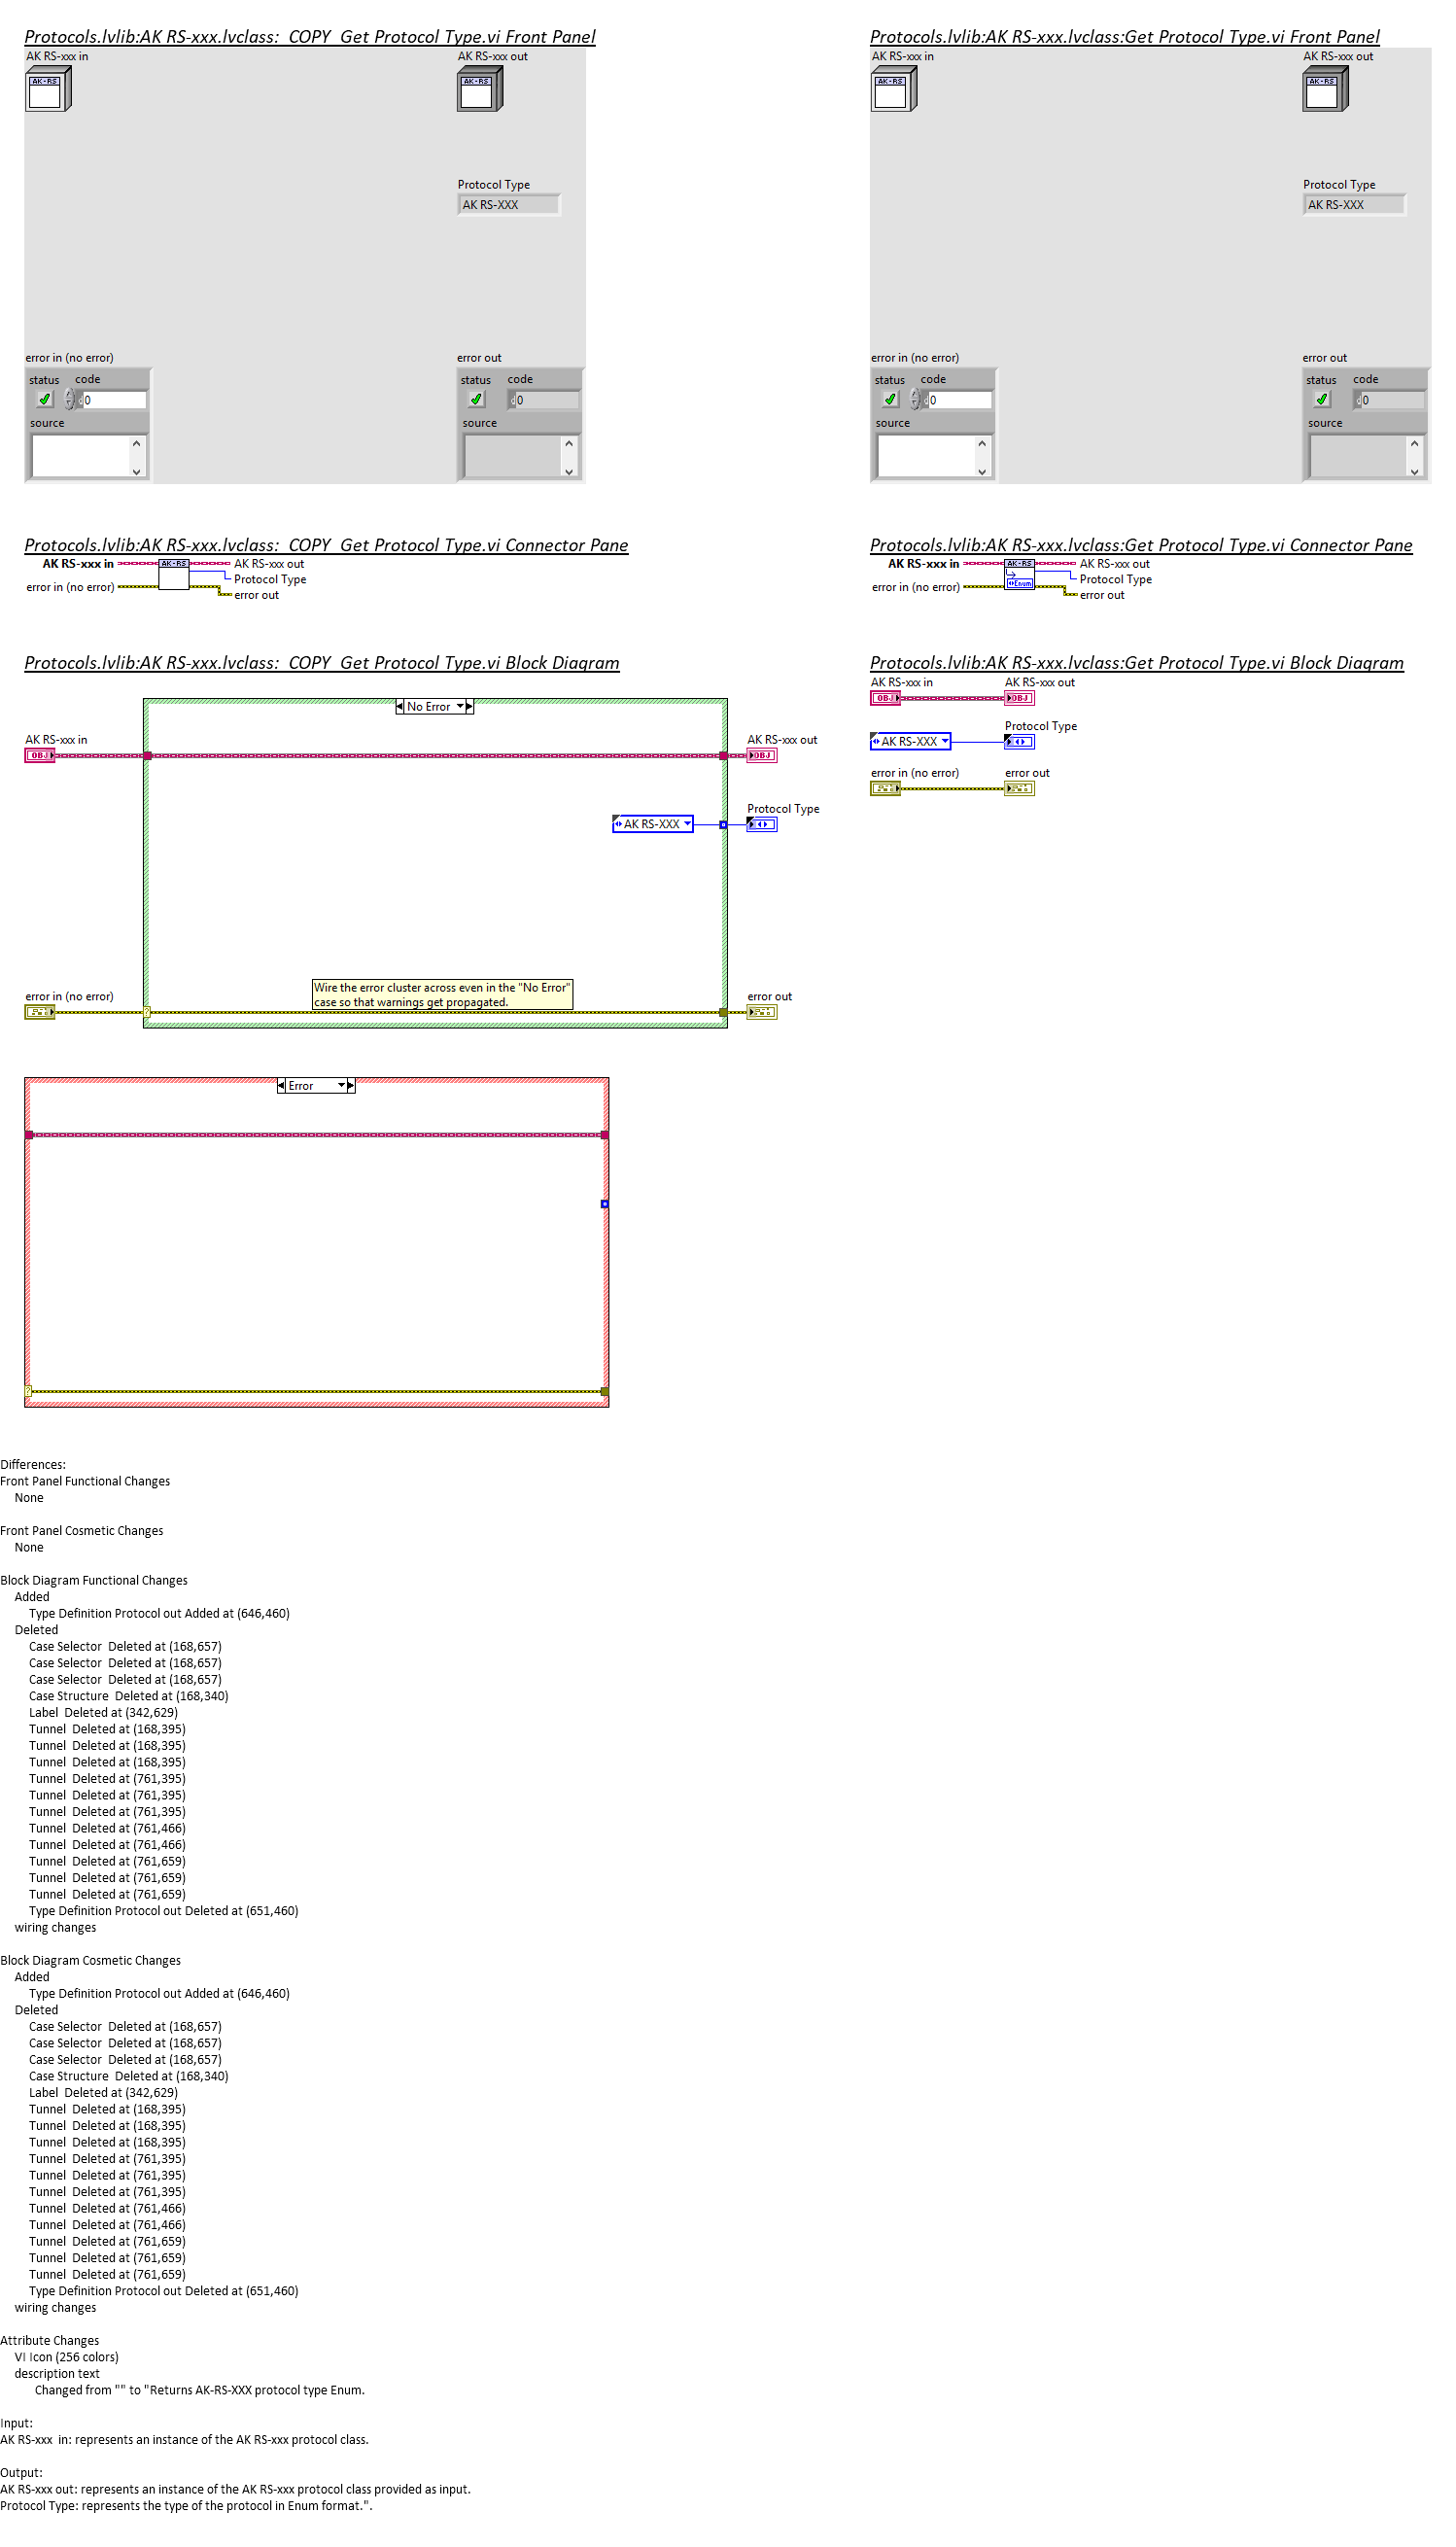 Protocols.lvlib:AK RS-xxx.lvclass:_COPY_Get Protocol Type.vi Front Panel
AK RS-xxx in
AK-RS
AK RS-xxx out
AK-RS
Protocol Type
AK RS-XXX
error in (no error)
status code
d 0
source
error out
status code
d 0
source
Protocols.lvlib:AK RS-xxx.lvclass:Get Protocol Type.vi Front Panel
AK RS-xxx in
AK-RS
AK RS-xxx out
AK-RS
Protocol Type
AK RS-XXX
error in (no error)
status code
d 0
source
error out
status code
d 0
source
Protocols.lvlib:AK RS-xxx.lvclass:_COPY_Get Protocol Type.vi Connector Pane
AK RS-xxx in
AK-RS
AK RS-xxx out
Protocol Type
error in (no error)
error out
Protocols.lvlib:AK RS-xxx.lvclass:Get Protocol Type.vi Connector Pane
AK RS-xxx in
AK-RS
Enum
AK RS-xxx out
Protocol Type
error in (no error)
error out
Protocols.lvlib:AK RS-xxx.lvclass:_COPY_Get Protocol Type.vi Block Diagram
No Error
AK RS-xxx in
OBJ
AK RS-xxx out
OBJ
Protocol Type
AK RS-XXX
Wire the error cluster across even in the "No Error"
case so that warnings get propagated.
error in (no error)
?
error out
Error
?
Protocols.lvlib:AK RS-xxx.lvclass:Get Protocol Type.vi Block Diagram
AK RS-xxx in
OBJ
AK RS-xxx out
OBJ
Protocol Type
AK RS-XXX
error in (no error)
error out
Differences:
Front Panel Functional Changes
None
Front Panel Cosmetic Changes
None
Block Diagram Functional Changes
Added
Type Definition Protocol out Added at (646,460)
Deleted
Case Selector  Deleted at (168,657)
Case Selector  Deleted at (168,657)
Case Selector  Deleted at (168,657)
Case Structure  Deleted at (168,340)
Label  Deleted at (342,629)
Tunnel  Deleted at (168,395)
Tunnel  Deleted at (168,395)
Tunnel  Deleted at (168,395)
Tunnel  Deleted at (761,395)
Tunnel  Deleted at (761,395)
Tunnel  Deleted at (761,395)
Tunnel  Deleted at (761,466)
Tunnel  Deleted at (761,466)
Tunnel  Deleted at (761,659)
Tunnel  Deleted at (761,659)
Tunnel  Deleted at (761,659)
Type Definition Protocol out Deleted at (651,460)
wiring changes
Block Diagram Cosmetic Changes
Added
Type Definition Protocol out Added at (646,460)
Deleted
Case Selector  Deleted at (168,657)
Case Selector  Deleted at (168,657)
Case Selector  Deleted at (168,657)
Case Structure  Deleted at (168,340)
Label  Deleted at (342,629)
Tunnel  Deleted at (168,395)
Tunnel  Deleted at (168,395)
Tunnel  Deleted at (168,395)
Tunnel  Deleted at (761,395)
Tunnel  Deleted at (761,395)
Tunnel  Deleted at (761,395)
Tunnel  Deleted at (761,466)
Tunnel  Deleted at (761,466)
Tunnel  Deleted at (761,659)
Tunnel  Deleted at (761,659)
Tunnel  Deleted at (761,659)
Type Definition Protocol out Deleted at (651,460)
wiring changes
Attribute Changes
VI Icon (256 colors)
description text
Changed from "" to "Returns AK-RS-XXX protocol type Enum.
Input:
AK RS-xxx  in: represents an instance of the AK RS-xxx protocol class.
Output:
AK RS-xxx out: represents an instance of the AK RS-xxx protocol class provided as input.
Protocol Type: represents the type of the protocol in Enum format.".